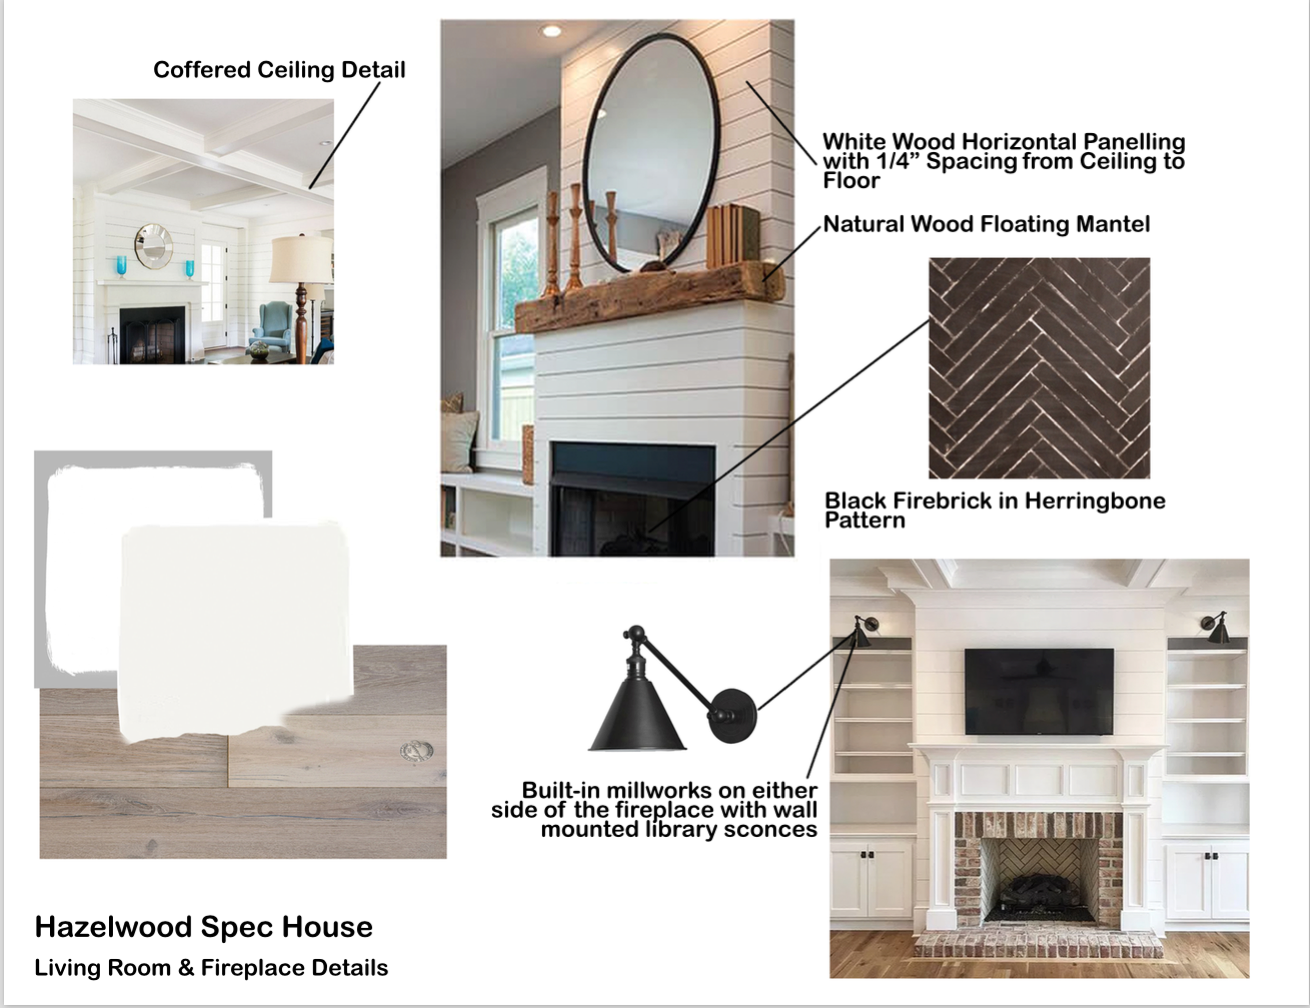 Coffered Ceiling Detail
White Wood Horizontal Panelling
with 1/4” Spacing from Ceiling to
Floor
Natural Wood Floating Mantel
Black Firebrick in Herringbone
Pattern
Built-in millworks on either
side of the fireplace with wall
mounted library sconces
Hazelwood Spec House
Living Room & Fireplace Details